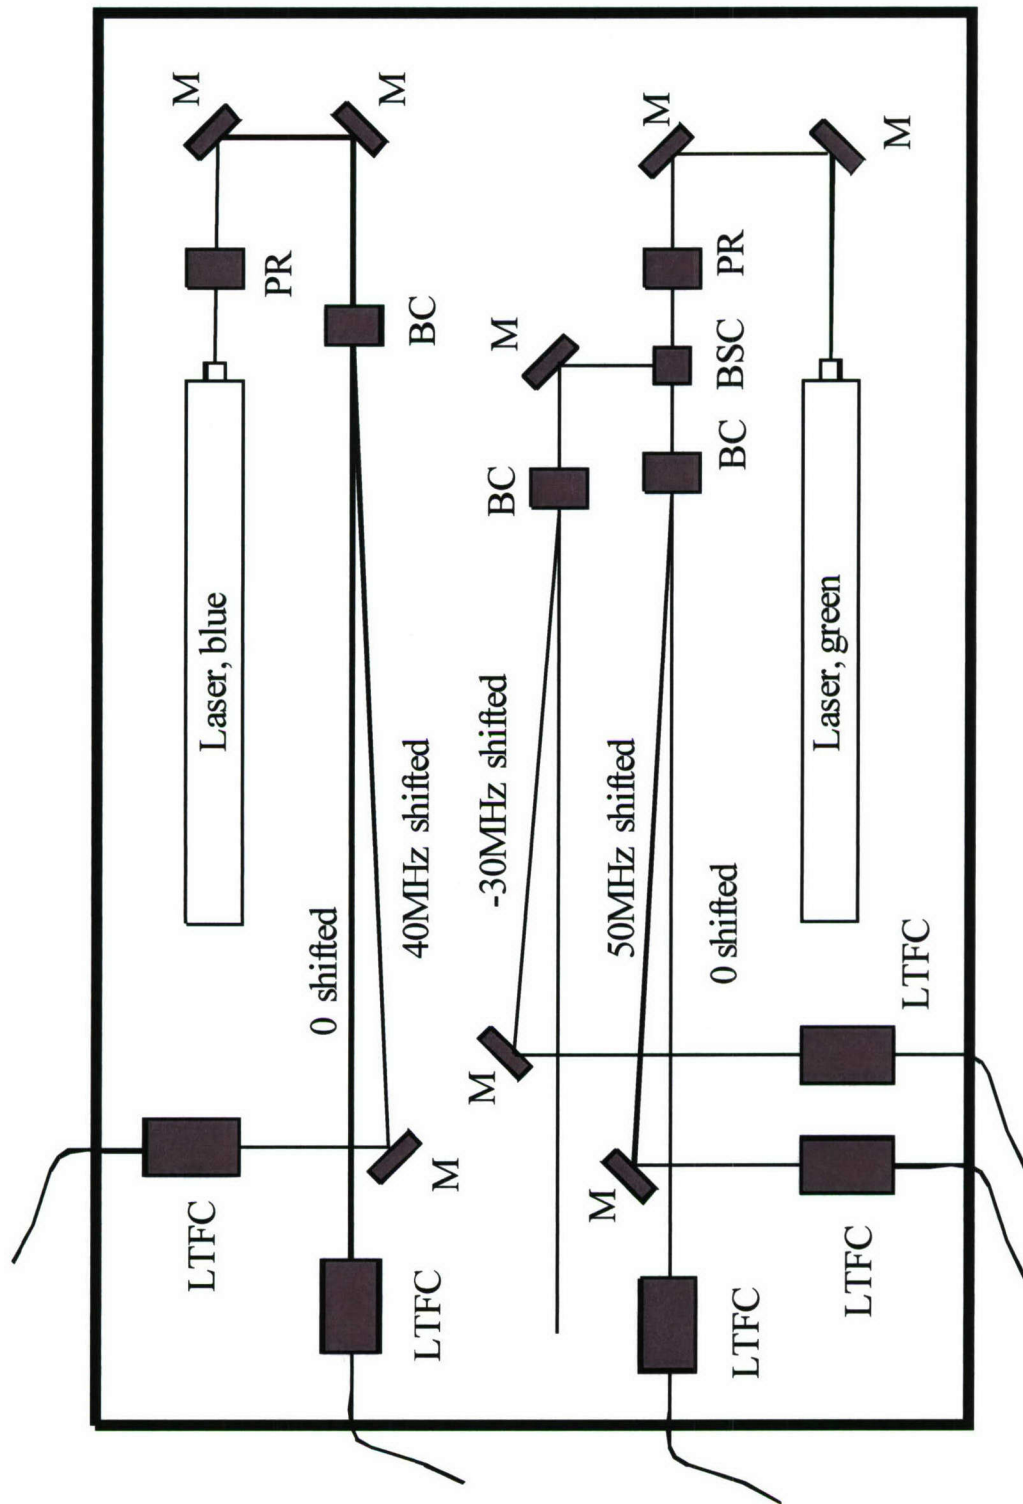 M
M
PR
BC
Laser, blue
0 shifted
40MHz shifted
LTFC
M
LTFC
M
M
M
PR
BSC
BC
BC
-30MHz shifted
50MHz shifted
0 shifted
Laser, green
M
M
LTFC
LTFC
LTFC